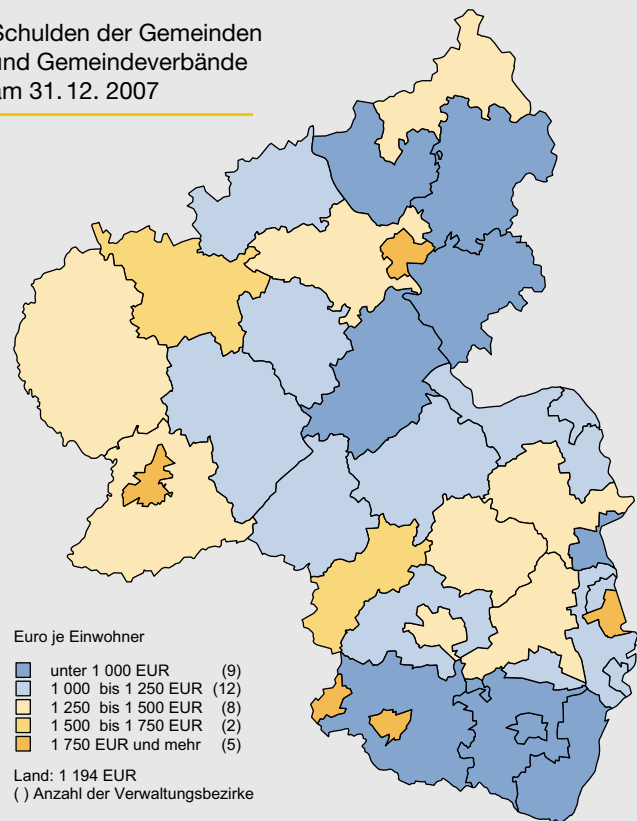 Schulden der Gemeinden
und Gemeindeverbände
am 31. 12. 2007
Euro je Einwohner
unter 1 000 EUR (9)
1 000 bis 1 250 EUR (12)
1 250 bis 1 500 EUR (8)
1 500 bis 1 750 EUR (2)
1 750 EUR und mehr (5)
Land: 1 194 EUR
( ) Anzahl der Verwaltungsbezirke